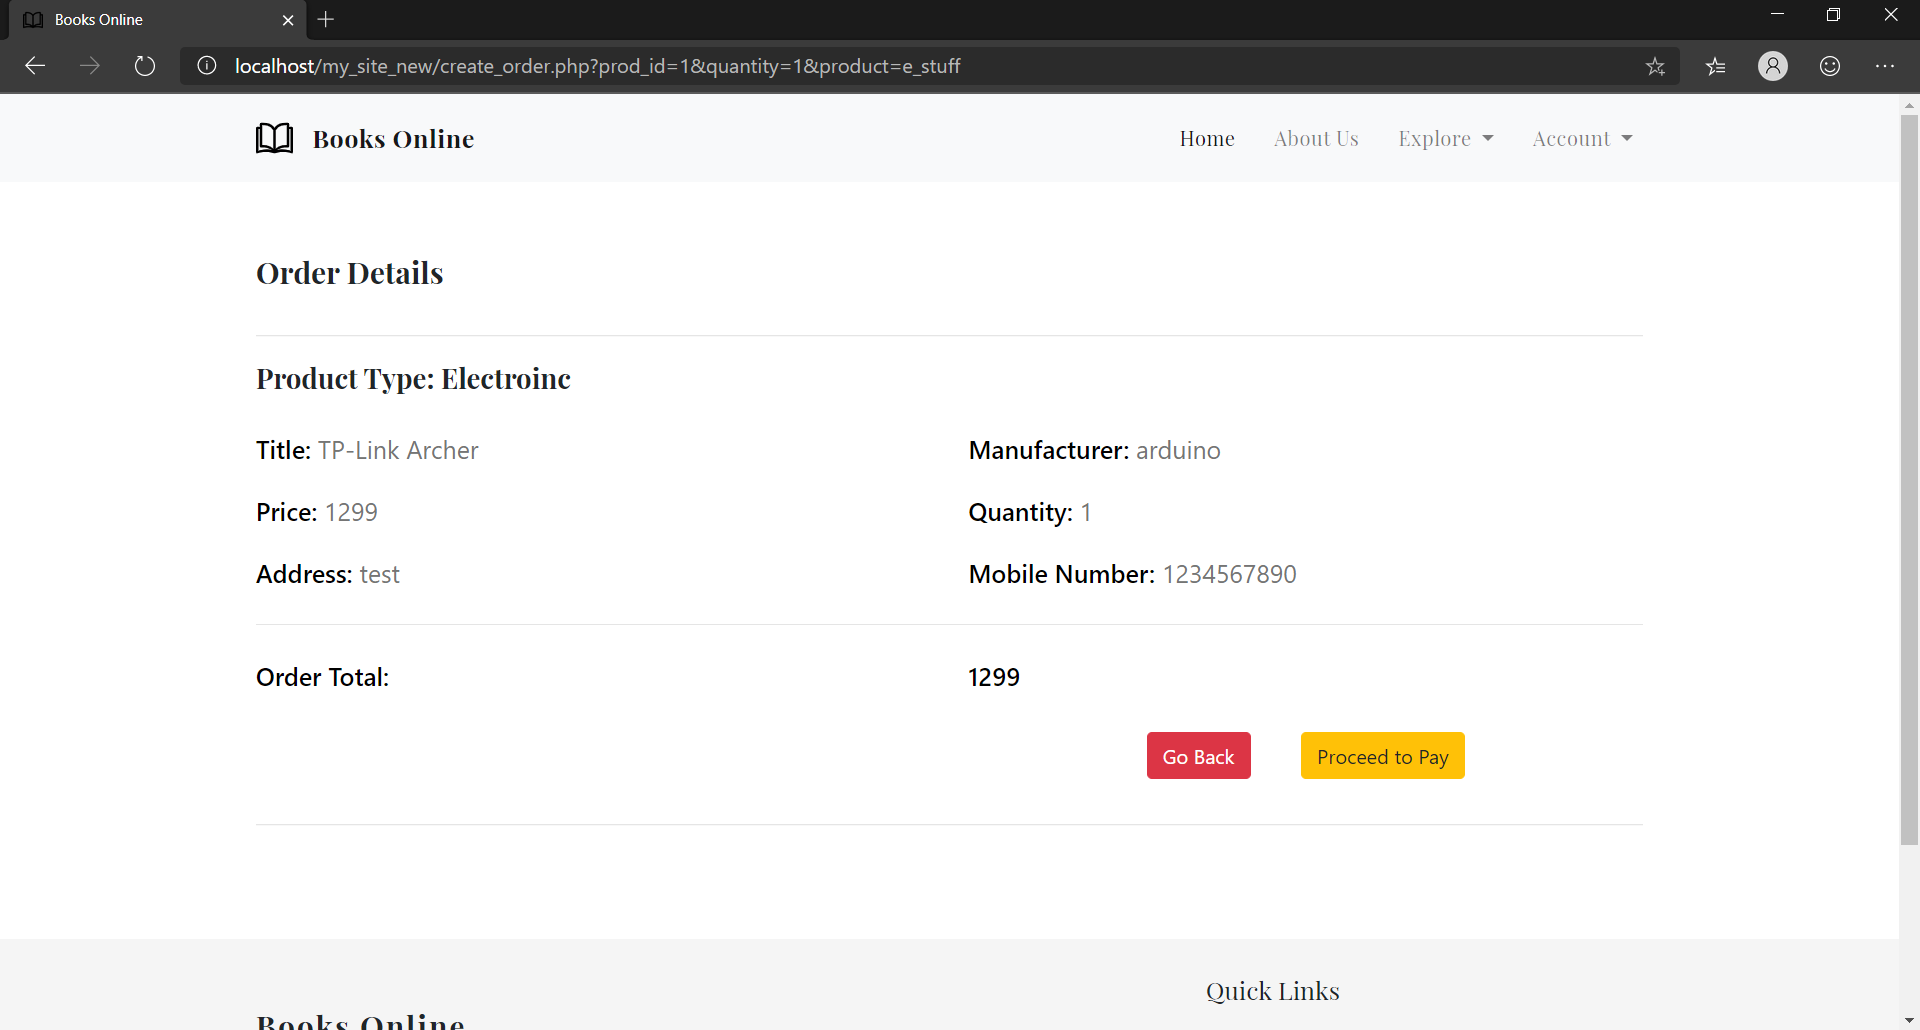 Books Online
localhost/my_site_new/create_order.php?prod_id=1&quantity=1&product=e_stuff
Books Online
Home About Us Explore Account
Order Details
Product Type: Electroinc
Title: TP-Link Archer Manufacturer: arduino
Price: 1299 Quantity: 1
Address: test Mobile Number: 1234567890
Order Total: 1299
Go Back Proceed to Pay
Quick Links
Books Online